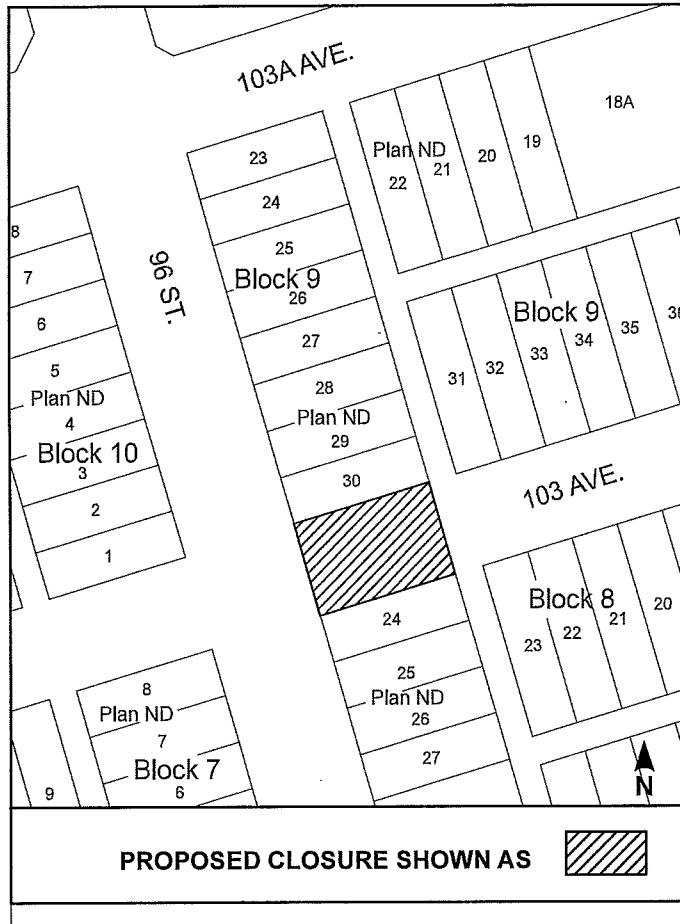 103A AVE.
18A
19
20
21
Plan ND
22
23
24
25
Block 9
26
27
28
Plan ND
29
30
96 ST.
8
7
6
5
Plan ND
4
Block 10
3
2
1
Block 9
31
32
33
34
35
36
103 AVE.
Block 8
23
22
21
20
24
25
Plan ND
26
27
8
Plan ND
7
Block 7
6
9
N
PROPOSED CLOSURE SHOWN AS